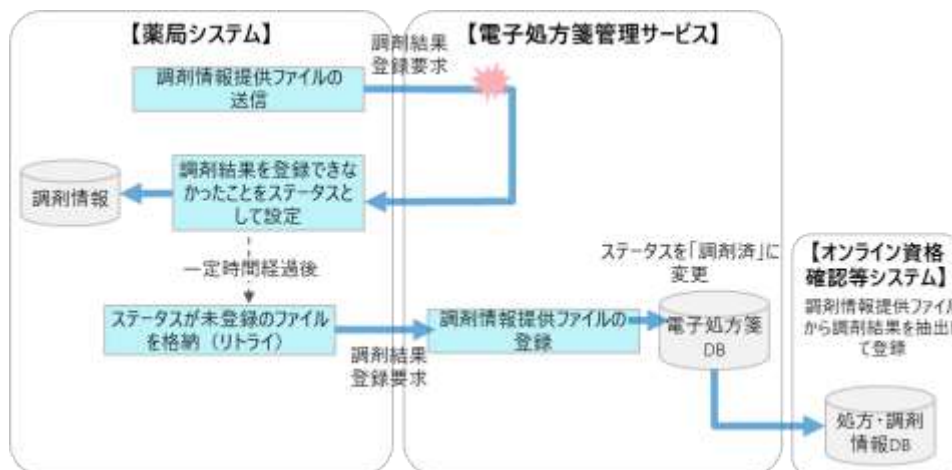 【薬局システム】
【電子処方箋管理サービス】
調剤結果
登録要求
調剤情報提供ファイルの
送信
調剤情報
調剤結果を登録できな
かったことをステータスと
して設定
一定時間経過後
ステータスを「調剤済」に
変更
【オンライン資格
確認等システム】
調剤情報提供ファイル
から調剤結果を抽出
て登録
ステータスが未登録のファイル
を格納（リトライ）
調剤結果
登録要求
調剤情報提供ファイルの
登録
電子処方箋
DB
処方・調剤
情報DB